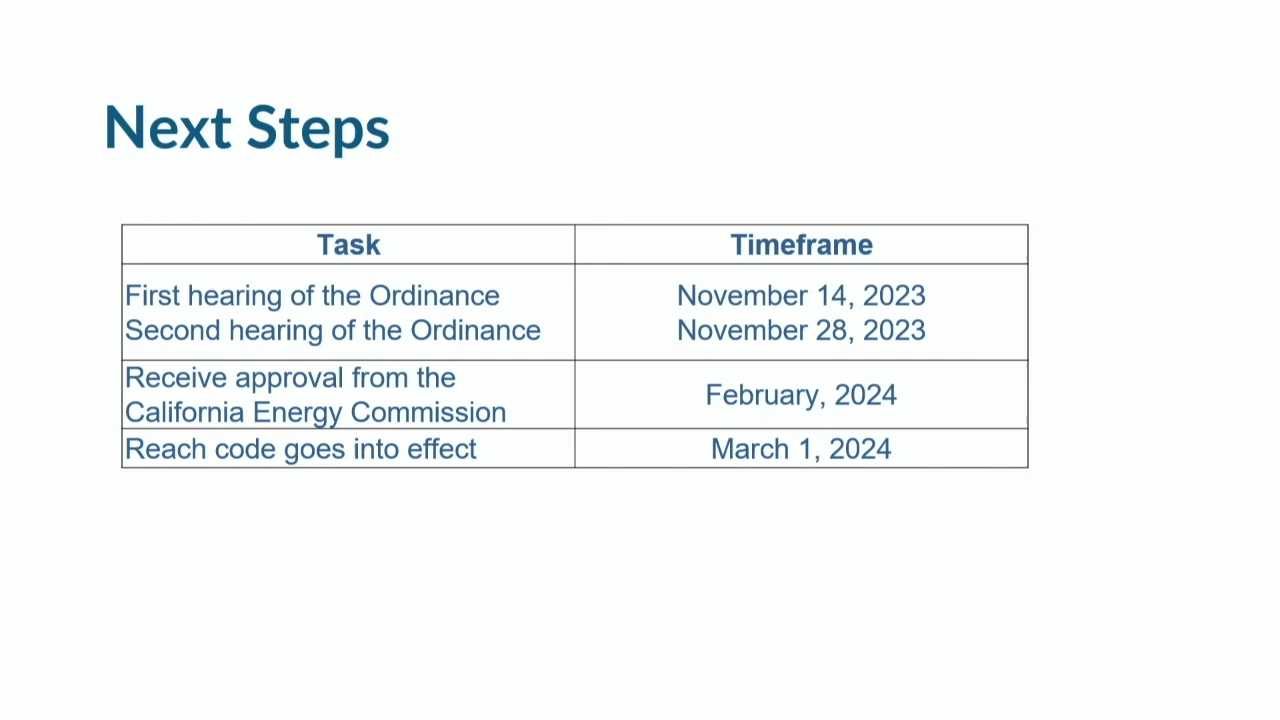 Next Steps
Task Timeframe
First hearing of the Ordinance November 14, 2023
Second hearing of the Ordinance November 28, 2023
Receive approval from the
California Energy Commission February, 2024
Reach code goes into effect March 1, 2024